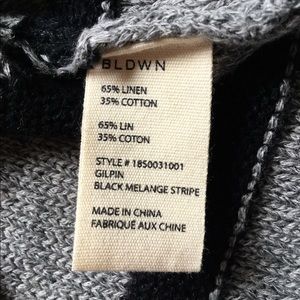 BLDWN
65% LINEN
35% COTTON
65% LIN
35% COTON
STYLE # 1850031001
GILPIN
BLACK MELANGE STRIPE
MADE IN CHINA
FABRIQUÉ AUX CHINE